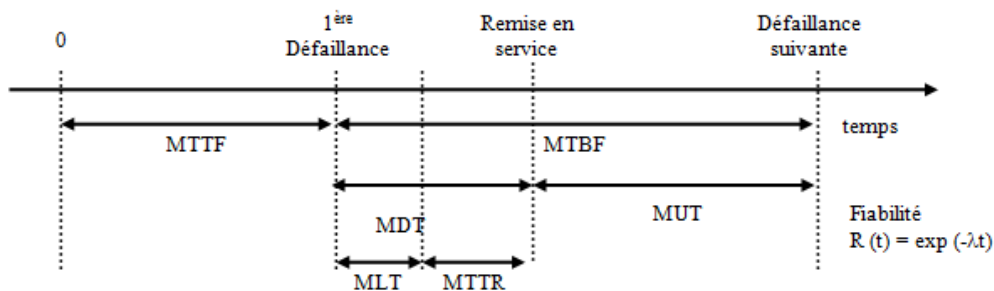 0
1ère
Défaillance
Remise en
service
Défaillance
suivante
temps
MTTF
MTBF
MDT
MUT
Fiabilité
R (t) = exp (-λt)
MLT
MTTR